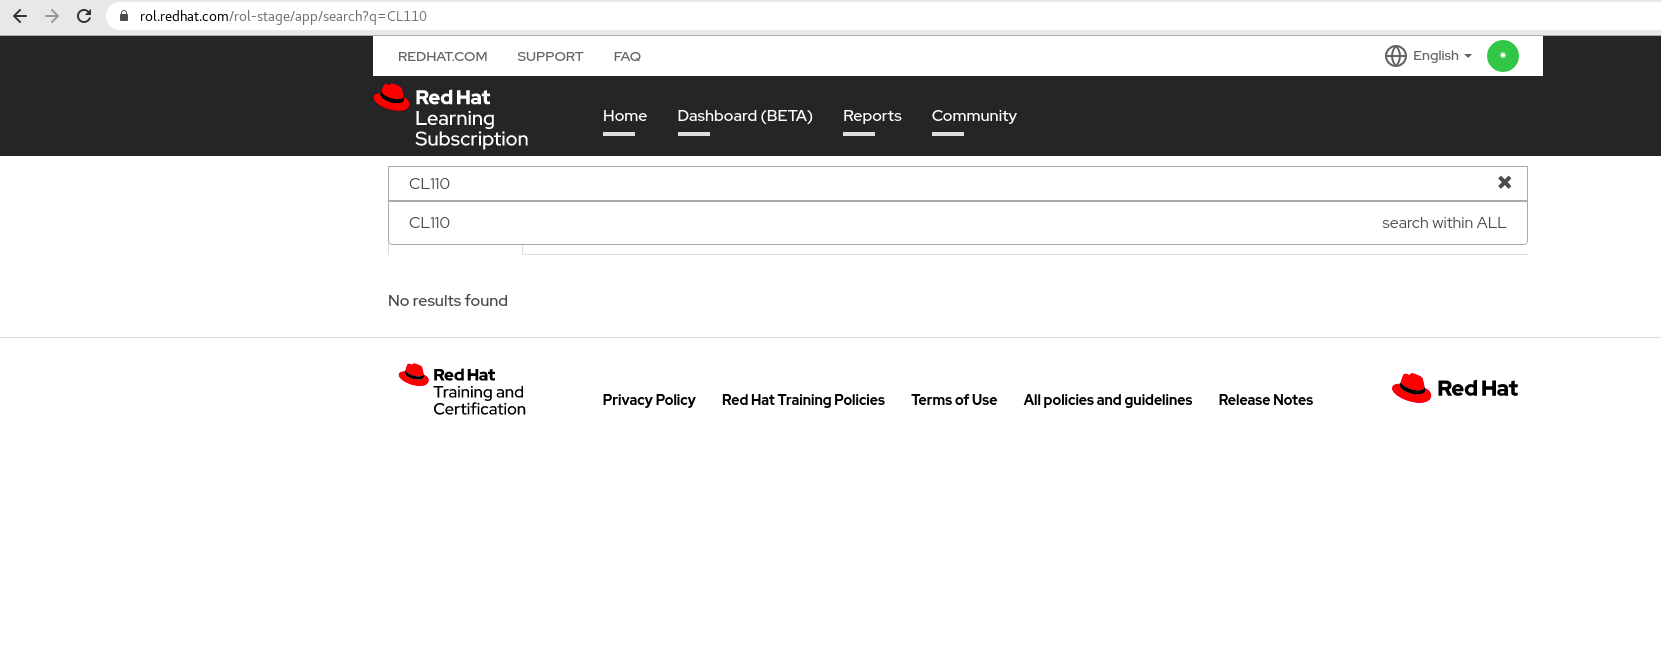 rol.redhat.com/rol-stage/app/search?q=CL110
REDHAT.COM SUPPORT FAQ English
Red Hat
Learning
Subscription
Home Dashboard (BETA) Reports Community
CL110
CL110 search within ALL
No results found
Red Hat
Training and
Certification
Privacy Policy Red Hat Training Policies Terms of Use All policies and guidelines Release Notes
Red Hat